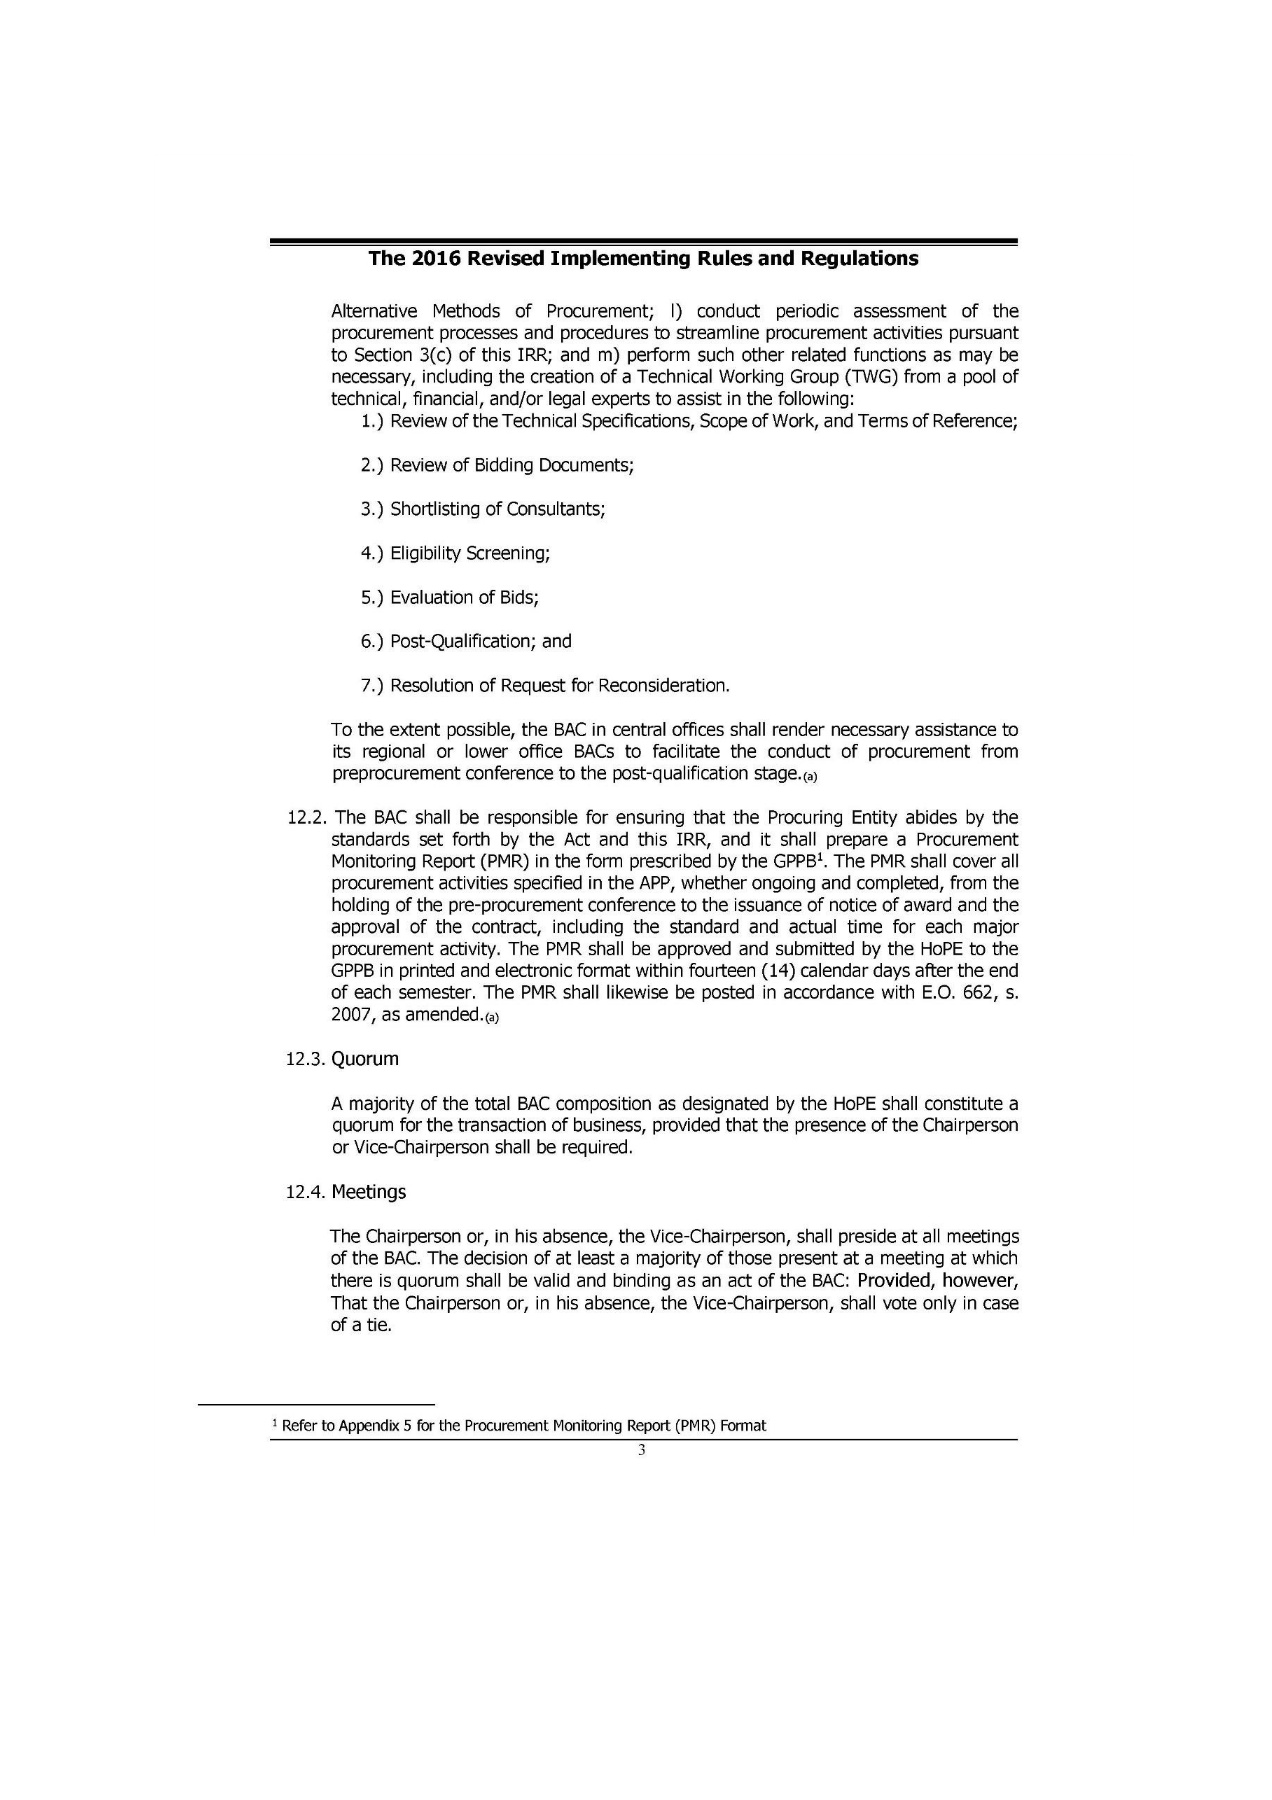 The 2016 Revised Implementing Rules and Regulations
Alternative Methods of Procurement; l) conduct periodic assessment of the
procurement processes and procedures to streamline procurement activities pursuant
to Section 3(c) of this IRR; and m) perform such other related functions as may be
necessary, including the creation of a Technical Working Group (TWG) from a pool of
technical, financial, and/or legal experts to assist in the following:
1.) Review of the Technical Specifications, Scope of Work, and Terms of Reference;
2.) Review of Bidding Documents;
3.) Shortlisting of Consultants;
4.) Eligibility Screening;
5.) Evaluation of Bids;
6.) Post-Qualification; and
7.) Resolution of Request for Reconsideration.
To the extent possible, the BAC in central offices shall render necessary assistance to
its regional or lower office BACs to facilitate the conduct of procurement from
preprocurement conference to the post-qualification stage.(a)
12.2. The BAC shall be responsible for ensuring that the Procuring Entity abides by the
standards set forth by the Act and this IRR, and it shall prepare a Procurement
Monitoring Report (PMR) in the form prescribed by the GPPB¹. The PMR shall cover all
procurement activities specified in the APP, whether ongoing and completed, from the
holding of the pre-procurement conference to the issuance of notice of award and the
approval of the contract, including the standard and actual time for each major
procurement activity. The PMR shall be approved and submitted by the HoPE to the
GPPB in printed and electronic format within fourteen (14) calendar days after the end
of each semester. The PMR shall likewise be posted in accordance with E.O. 662, s.
2007, as amended.(a)
12.3. Quorum
A majority of the total BAC composition as designated by the HoPE shall constitute a
quorum for the transaction of business, provided that the presence of the Chairperson
or Vice-Chairperson shall be required.
12.4. Meetings
The Chairperson or, in his absence, the Vice-Chairperson, shall preside at all meetings
of the BAC. The decision of at least a majority of those present at a meeting at which
there is quorum shall be valid and binding as an act of the BAC: Provided, however,
That the Chairperson or, in his absence, the Vice-Chairperson, shall vote only in case
of a tie.
¹ Refer to Appendix 5 for the Procurement Monitoring Report (PMR) Format
3